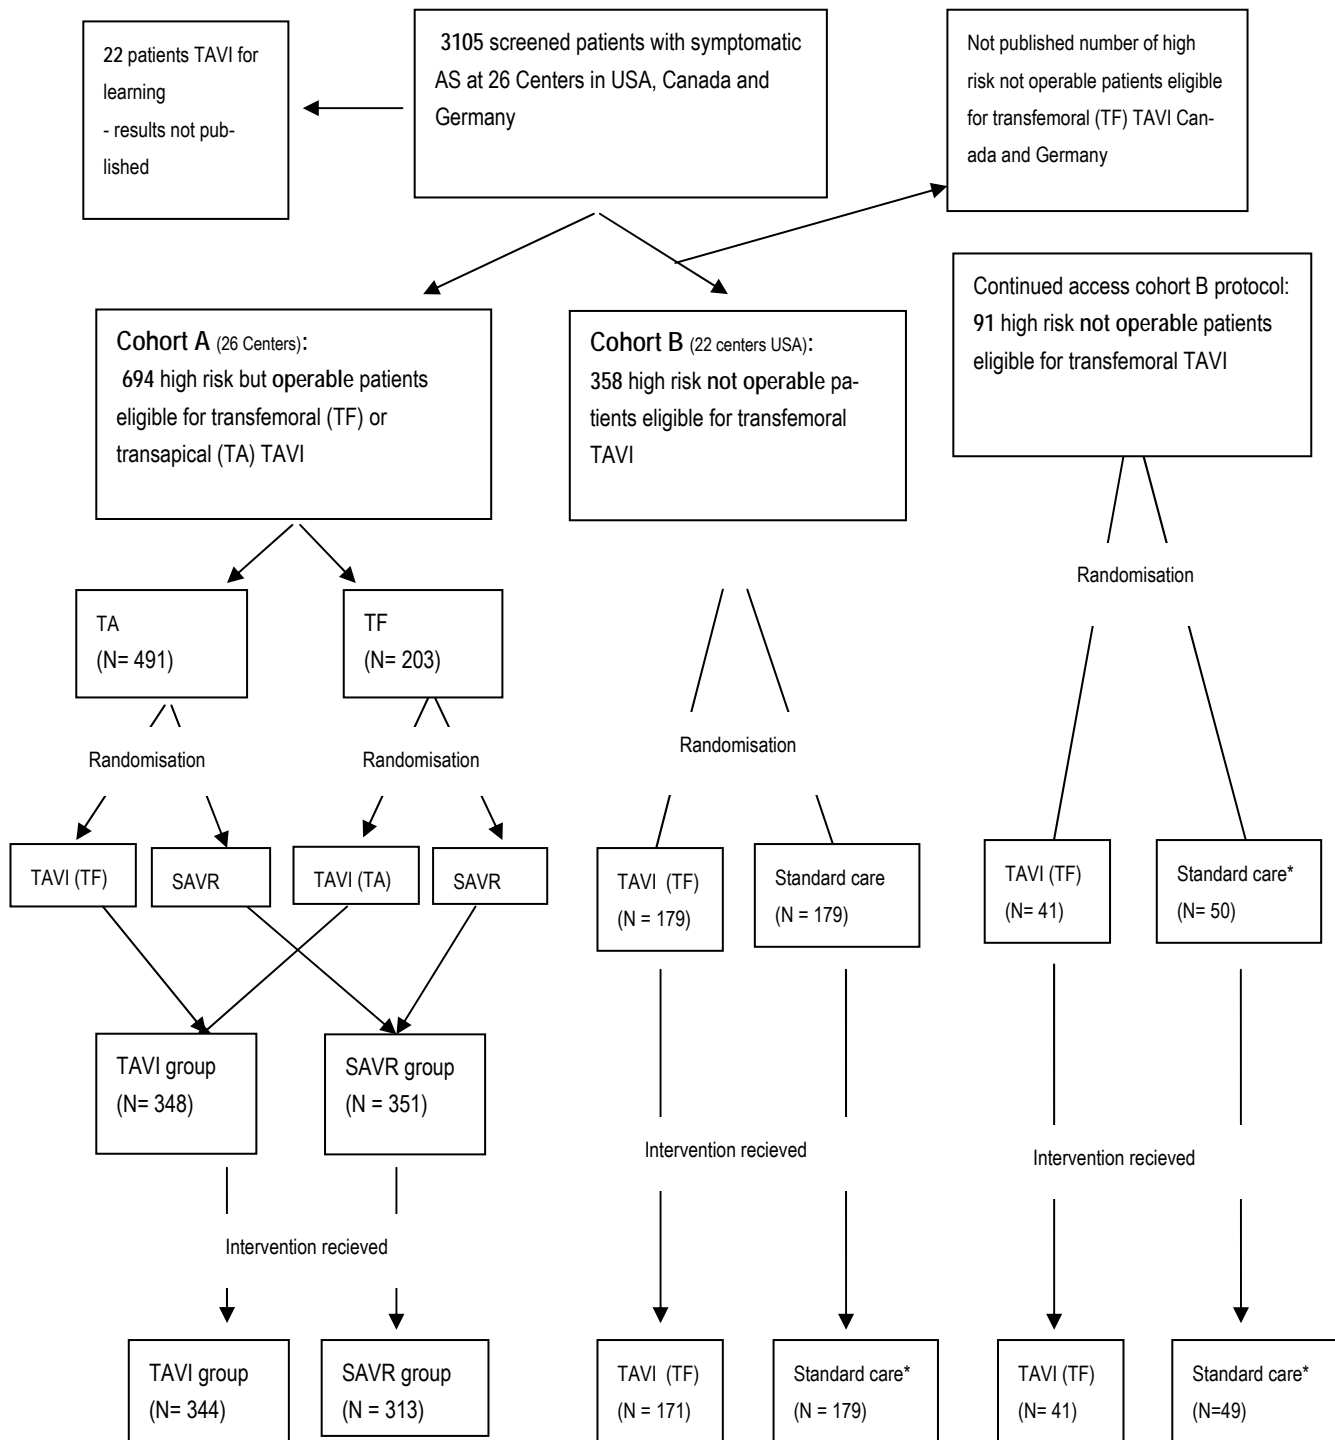 22 patients TAVI for
learning
- results not pub-
lished
3105 screened patients with symptomatic
AS at 26 Centers in USA, Canada and
Germany
Not published number of high
risk not operable patients eligible
for transfemoral (TF) TAVI Can-
ada and Germany
Cohort A (26 Centers):
694 high risk but operable patients
eligible for transfemoral (TF) or
transapical (TA) TAVI
Cohort B (22 centers USA):
358 high risk not operable pa-
tients eligible for transfemoral
TAVI
Continued access cohort B protocol:
91 high risk not operable patients
eligible for transfemoral TAVI
TA
(N= 491)
TF
(N= 203)
Randomisation
Randomisation
Randomisation
Randomisation
TAVI (TF)
SAVR
TAVI (TA)
SAVR
TAVI (TF)
(N = 179)
Standard care
(N = 179)
TAVI (TF)
(N= 41)
Standard care*
(N= 50)
TAVI group
(N= 348)
SAVR group
(N = 351)
Intervention recieved
Intervention recieved
Intervention recieved
TAVI group
(N= 344)
SAVR group
(N = 313)
TAVI (TF)
(N = 171)
Standard care*
(N = 179)
TAVI (TF)
(N= 41)
Standard care*
(N=49)